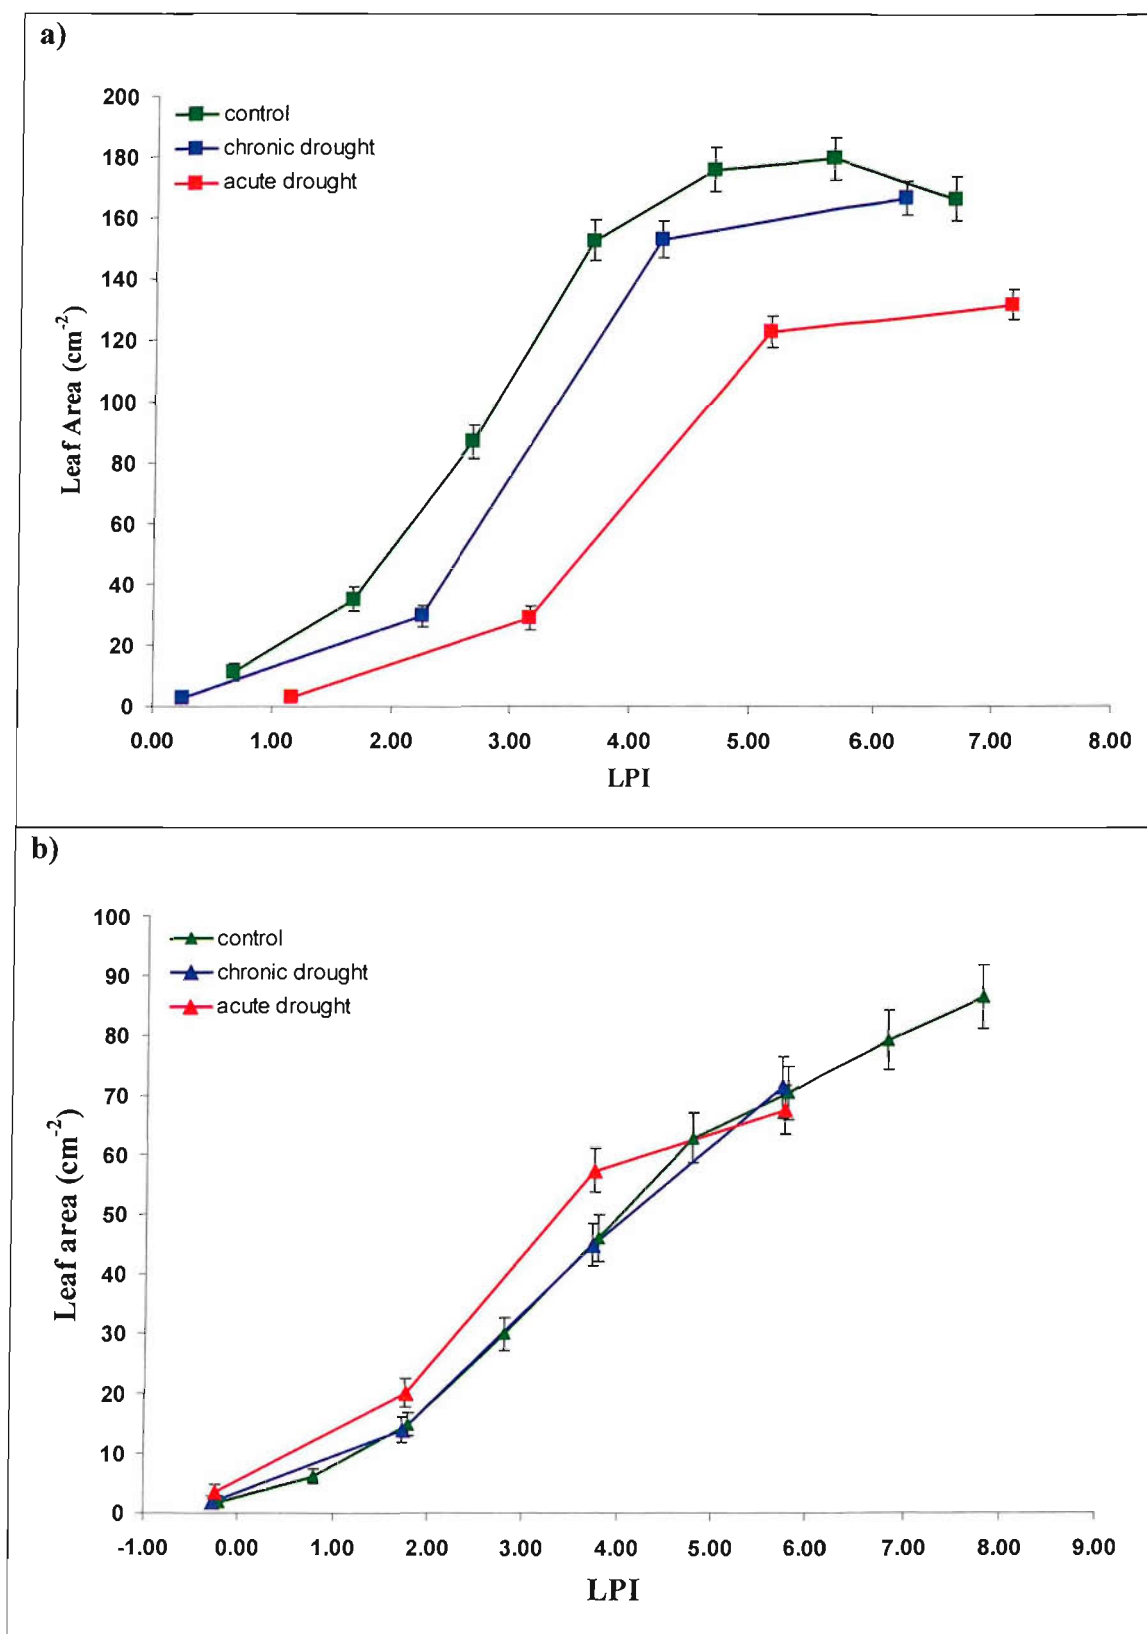 a)
200
180
160
140
120
100
80
60
40
20
0
Leaf Area (cm-2)
control
chronic drought
acute drought
0.00 1.00 2.00 3.00 4.00 5.00 6.00 7.00 8.00
LPI
b)
100
90
80
70
60
50
40
30
20
10
0
Leaf area (cm-2)
control
chronic drought
acute drought
-1.00 0.00 1.00 2.00 3.00 4.00 5.00 6.00 7.00 8.00 9.00
LPI